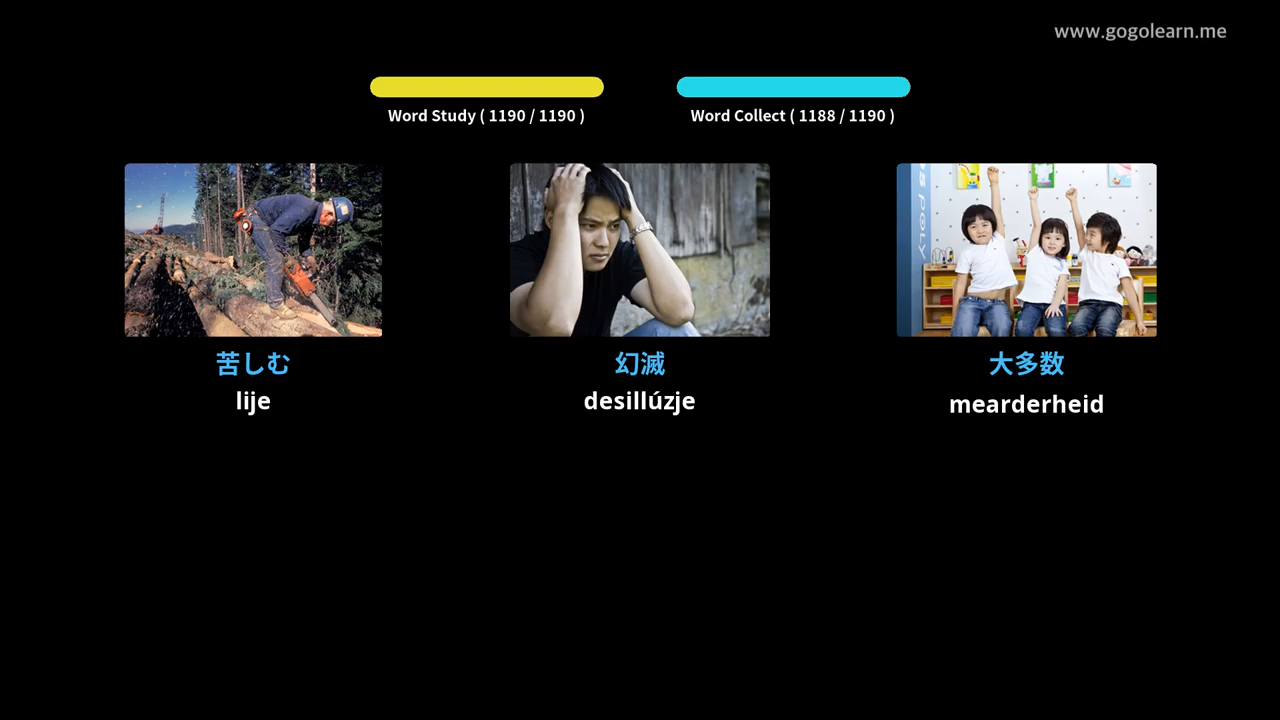 www.gogolearn.me
Word Study ( 1190 / 1190 )
Word Collect ( 1188 / 1190 )
苦しむ
lije
幻滅
desillúzje
大多数
mearderheid